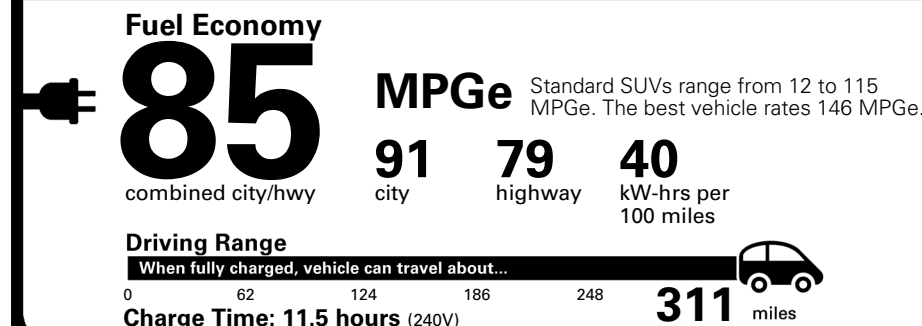 Fuel Economy
85
combined city/hwy
MPGe
Standard SUVs range from 12 to 115
MPGe. The best vehicle rates 146 MPGe.
91 79 40
city highway kW-hrs per
100 miles
Driving Range
When fully charged, vehicle can travel about...
0 62 124 186 248 311 miles
Charge Time: 11.5 hours (240V)